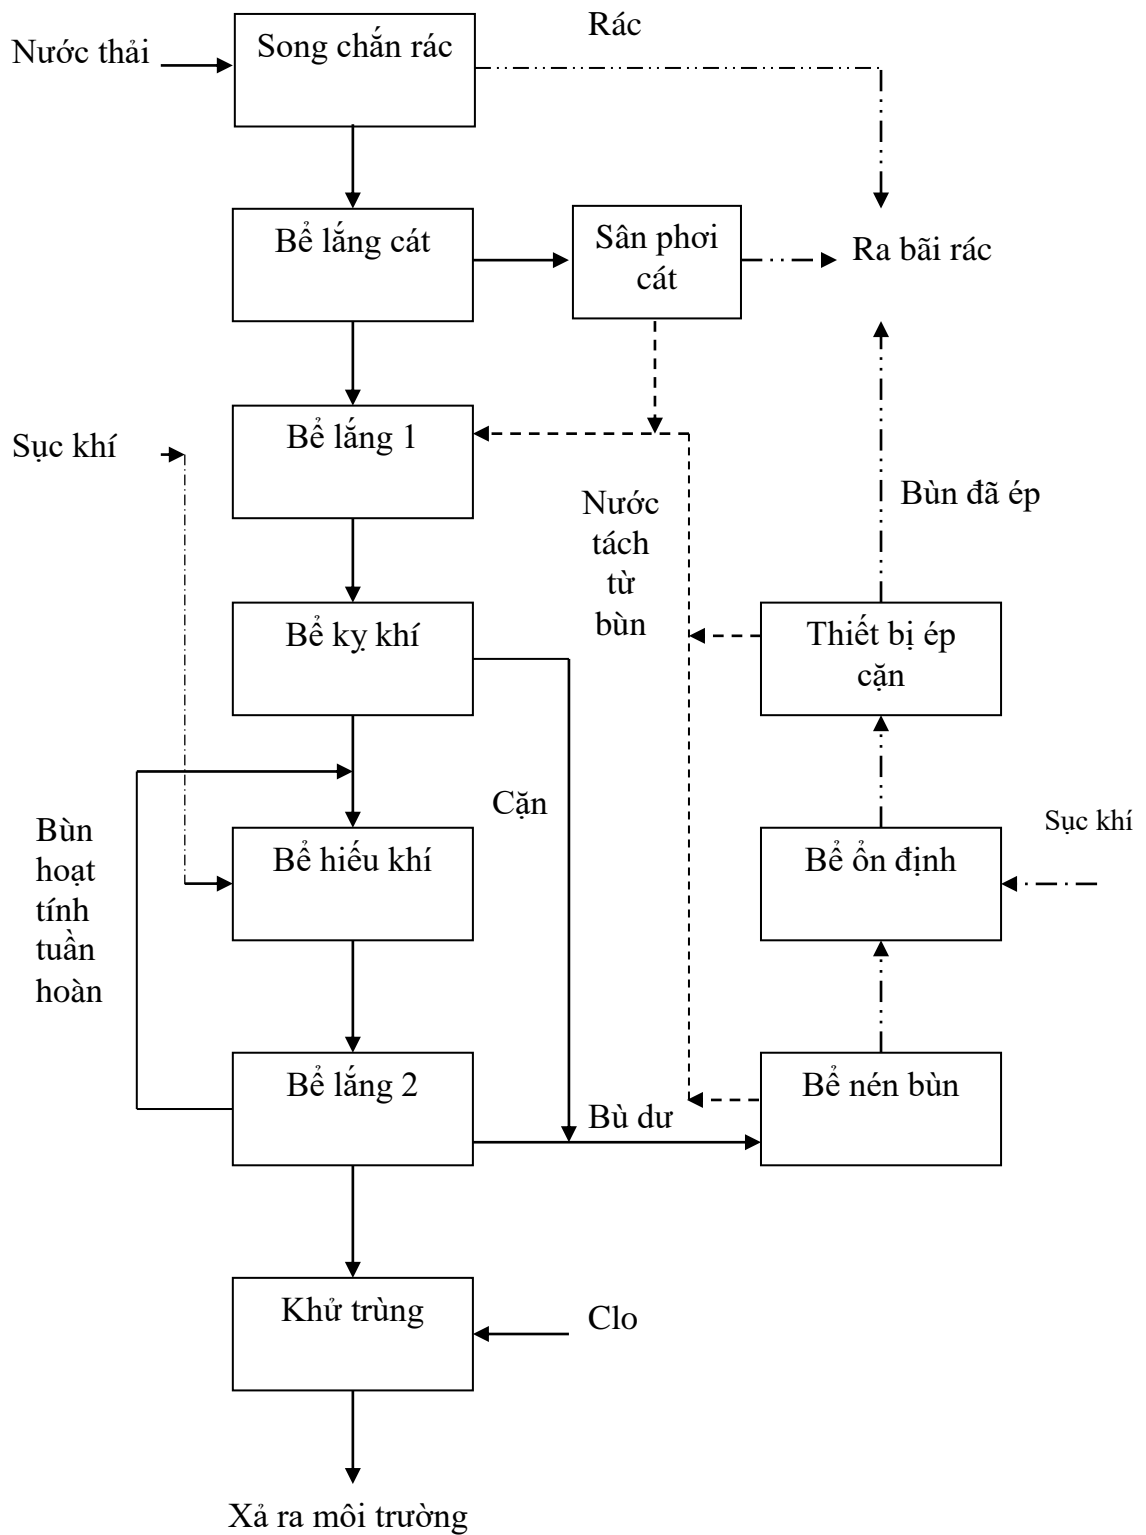 Rác
Nước thải
Song chắn rác
Bể lắng cát
Sân phơi
cát
Ra bãi rác
Bể lắng 1
Sục khí
Nước
tách
từ
bùn
Bùn đã ép
Bể kỵ khí
Thiết bị ép
cặn
Cặn
Bùn
hoạt
tính
tuần
hoàn
Bể hiếu khí
Bể ổn định
Sục khí
Bể lắng 2
Bù dư
Bể nén bùn
Khử trùng
Clo
Xả ra môi trường